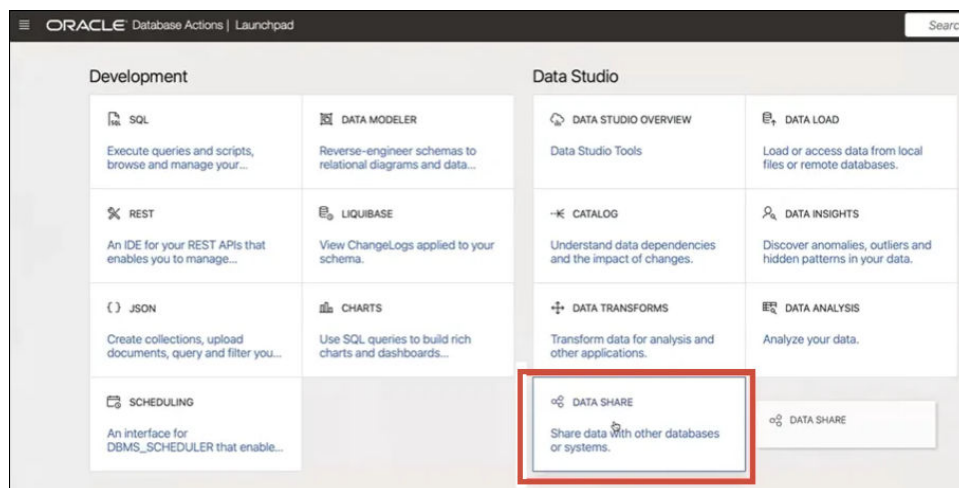 ORACLE Database Actions | Launchpad
Searc
Development
SQL
Execute queries and scripts,
browse and manage your...
DATA MODELER
Reverse-engineer schemas to
relational diagrams and data...
REST
An IDE for your REST APIs that
enables you to manage...
LIQUIBASE
View ChangeLogs applied to your
schema.
{ } JSON
Create collections, upload
documents, query and filter you...
CHARTS
Use SQL queries to build rich
charts and dashboards...
SCHEDULING
An interface for
DBMS_SCHEDULER that enable...
Data Studio
DATA STUDIO OVERVIEW
Data Studio Tools
DATA LOAD
Load or access data from local
files or remote databases.
CATALOG
Understand data dependencies
and the impact of changes.
DATA INSIGHTS
Discover anomalies, outliers and
hidden patterns in your data.
DATA TRANSFORMS
Transform data for analysis and
other applications.
DATA ANALYSIS
Analyze your data.
DATA SHARE
Share data with other databases
or systems.
DATA SHARE